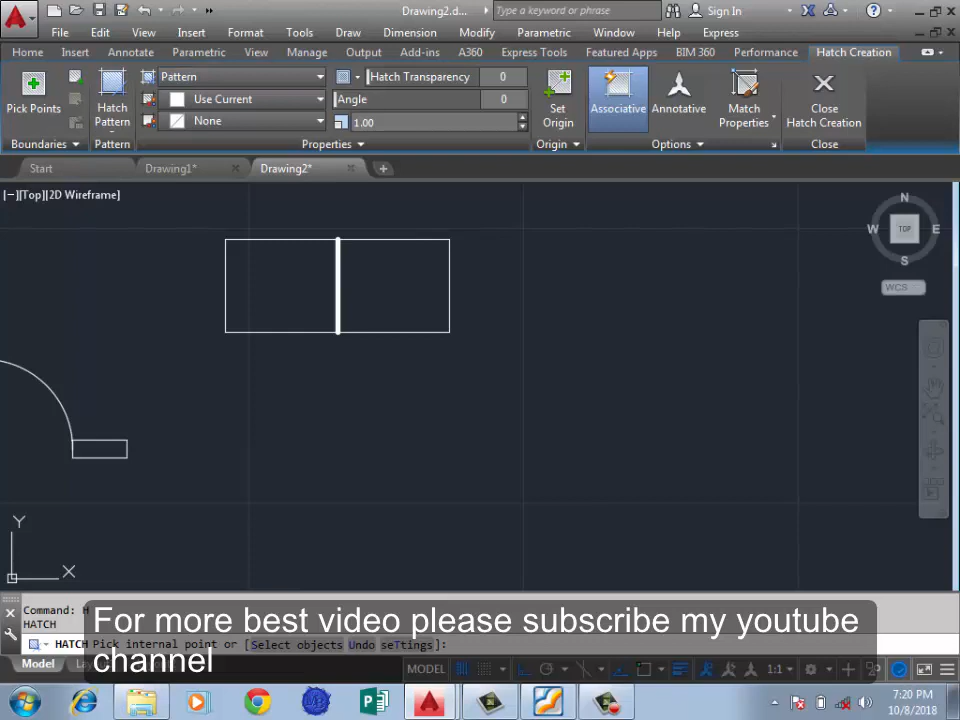 Drawing2.d...
Type a keyword or phrase
Sign In
File Edit View Insert Format Tools Draw Dimension Modify Parametric Window Help Express
Home Insert Annotate Parametric View Manage Output Add-ins A360 Express Tools Featured Apps BIM 360 Performance Hatch Creation
Pattern
Hatch Transparency 0
Pick Points
Hatch
Pattern
Use Current
Angle 0
None
1.00
Set
Origin
Associative
Annotative
Match
Properties
Close
Hatch Creation
Boundaries Pattern Properties Origin Options Close
Start Drawing1* Drawing2*
[−][Top][2D Wireframe]
N
W TOP E
S
WCS
Y
X
Command: H
HATCH
HATCH Pick internal point or [Select objects Undo seTtings]:
For more best video please subscribe my youtube
channel
Model
MODEL
1:1
7:20 PM
10/8/2018